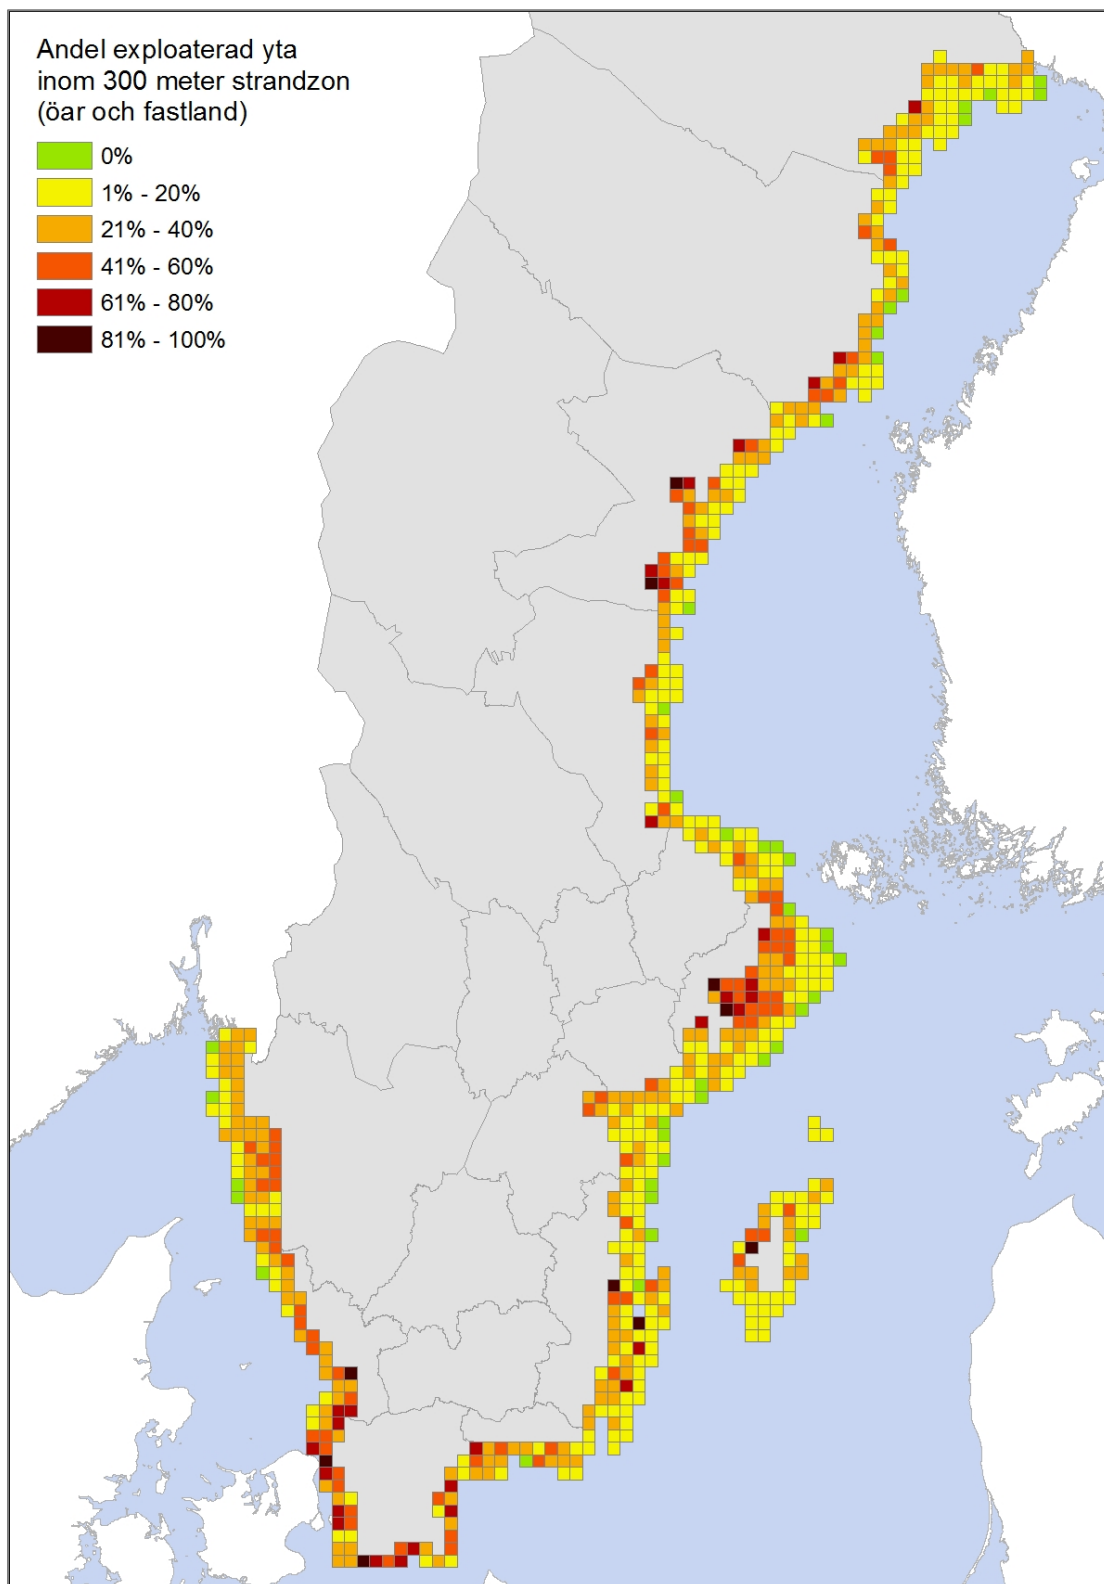 Andel exploaterad yta
inom 300 meter strandzon
(öar och fastland)
0%
1% - 20%
21% - 40%
41% - 60%
61% - 80%
81% - 100%